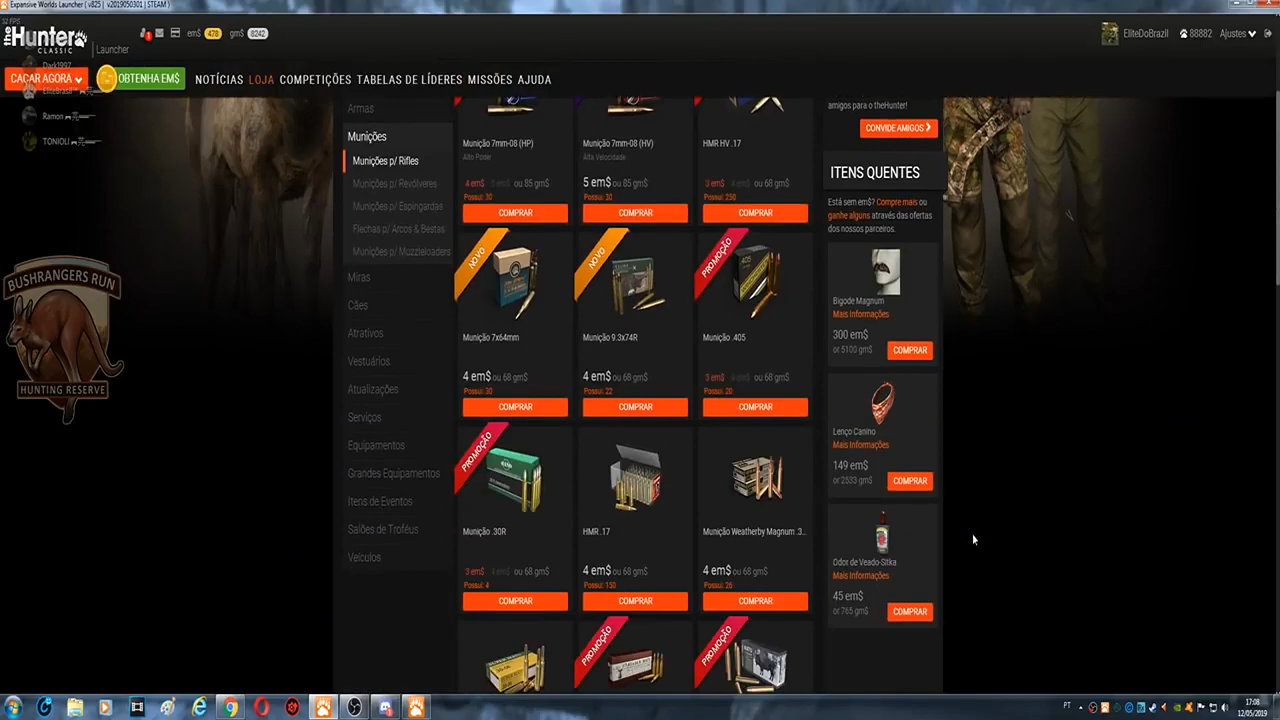 Expansive Worlds Launcher ( v825 | v2019050301 | STEAM )
32 FPS
theHunter
CLASSIC
Launcher
1
em$ 478
gm$ 8242
EliteDoBrazil
88882
Ajustes
CAÇAR AGORA
OBTENHA EM$
NOTÍCIAS
LOJA
COMPETIÇÕES
TABELAS DE LÍDERES
MISSÕES
AJUDA
Dark1997
EliteBrasil
Ramon
TONIOLI
BUSHRANGERS RUN
HUNTING RESERVE
Armas
Munições
Munições p/ Rifles
Munições p/ Revólveres
Munições p/ Espingardas
Flechas p/ Arcos & Bestas
Munições p/ Muzzleloaders
Miras
Cães
Atrativos
Vestuários
Atualizações
Serviços
Equipamentos
Grandes Equipamentos
Itens de Eventos
Salões de Troféus
Veículos
Munição 7mm-08 (HP)
Alto Poder
4 em$ 5 em$ ou 85 gm$
Possui: 30
COMPRAR
Munição 7mm-08 (HV)
Alta Velocidade
5 em$ ou 85 gm$
Possui: 30
COMPRAR
HMR HV .17
3 em$ 4 em$ ou 68 gm$
Possui: 230
COMPRAR
NOVO
Munição 7x64mm
4 em$ ou 68 gm$
Possui: 30
COMPRAR
NOVO
Munição 9.3x74R
4 em$ ou 68 gm$
Possui: 22
COMPRAR
PROMOÇÃO
405
Munição .405
3 em$ 4 em$ ou 68 gm$
Possui: 20
COMPRAR
PROMOÇÃO
Munição .30R
3 em$ 4 em$ ou 68 gm$
Possui: 4
COMPRAR
HMR .17
4 em$ ou 68 gm$
Possui: 150
COMPRAR
Munição Weatherby Magnum .3..
4 em$ ou 68 gm$
Possui: 26
COMPRAR
PROMOÇÃO
PROMOÇÃO
amigos para o theHunter!
CONVIDE AMIGOS
ITENS QUENTES
Está sem em$? Compre mais ou
ganhe alguns através das ofertas
dos nossos parceiros.
Bigode Magnum
Mais Informações
300 em$
or 5100 gm$
COMPRAR
Lenço Canino
Mais Informações
149 em$
or 2533 gm$
COMPRAR
Odor de Veado-Sitka
Mais Informações
45 em$
or 765 gm$
COMPRAR
PT
17:08
12/05/2019